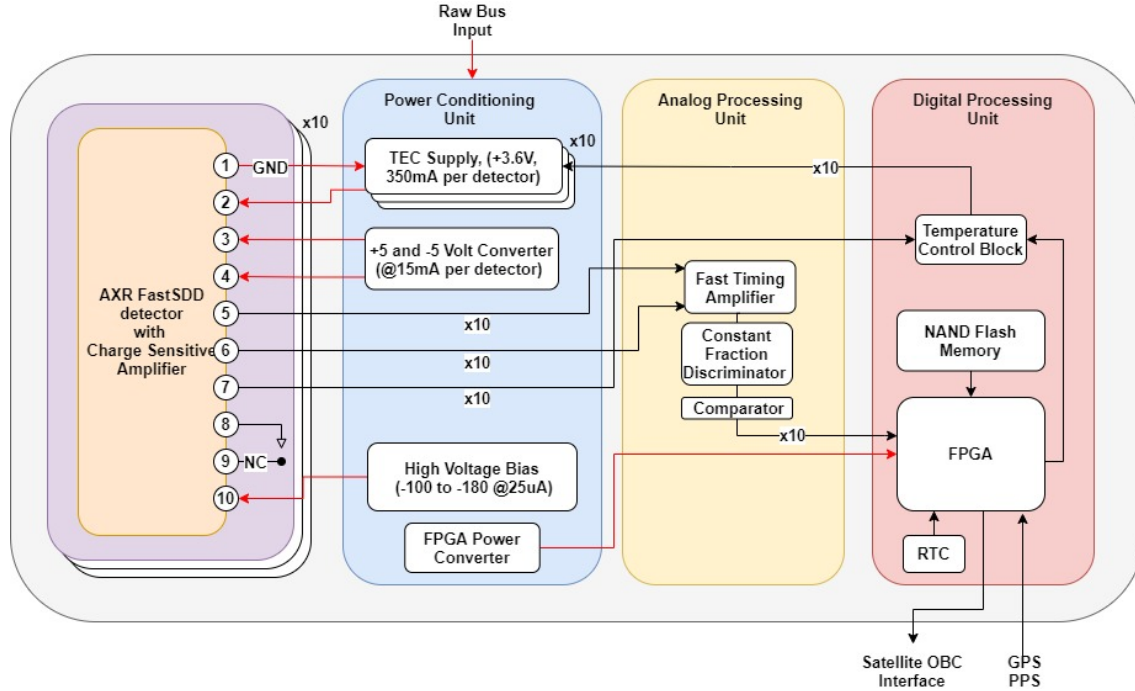 Raw Bus
Input
x10
AXR FastSDD
detector
with
Charge Sensitive
Amplifier
1
GND
2
3
4
5
6
7
8
9
NC
10
Power Conditioning
Unit
x10
TEC Supply, (+3.6V,
350mA per detector)
+5 and -5 Volt Converter
(@15mA per detector)
x10
x10
x10
High Voltage Bias
(-100 to -180 @25uA)
FPGA Power
Converter
Analog Processing
Unit
Fast Timing
Amplifier
Constant
Fraction
Discriminator
Comparator
x10
x10
Digital Processing
Unit
Temperature
Control Block
NAND Flash
Memory
FPGA
RTC
Satellite OBC
Interface
GPS
PPS